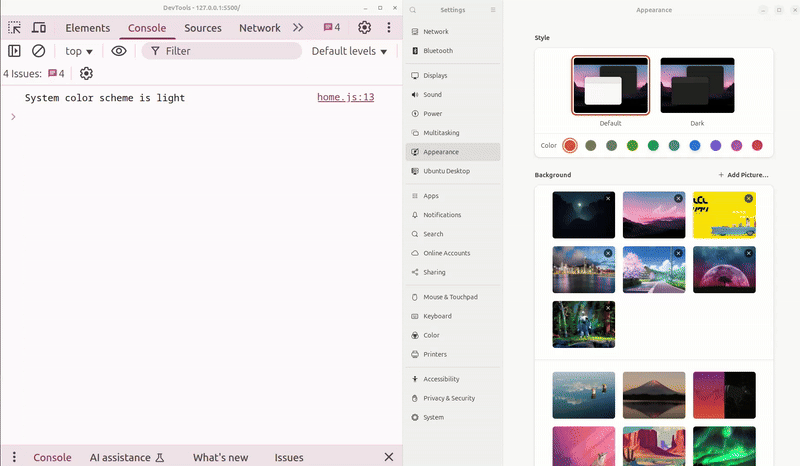 DevTools - 127.0.0.1:5500/
Elements
Console
Sources
Network
4
top
Filter
Default levels
4 Issues:
4
System color scheme is light
home.js:13
Console
AI assistance
What's new
Issues
Settings
Network
Bluetooth
Displays
Sound
Power
Multitasking
Appearance
Ubuntu Desktop
Apps
Notifications
Search
Online Accounts
Sharing
Mouse & Touchpad
Keyboard
Color
Printers
Accessibility
Privacy & Security
System
Appearance
Style
Default
Dark
Color
Background
Add Picture...